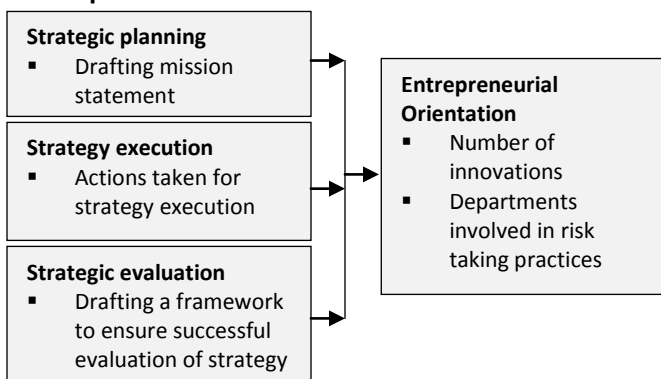 Strategic planning
▪ Drafting mission
statement
Strategy execution
▪ Actions taken for
strategy execution
Strategic evaluation
▪ Drafting a framework
to ensure successful
evaluation of strategy
Entrepreneurial
Orientation
▪ Number of
innovations
▪ Departments
involved in risk
taking practices